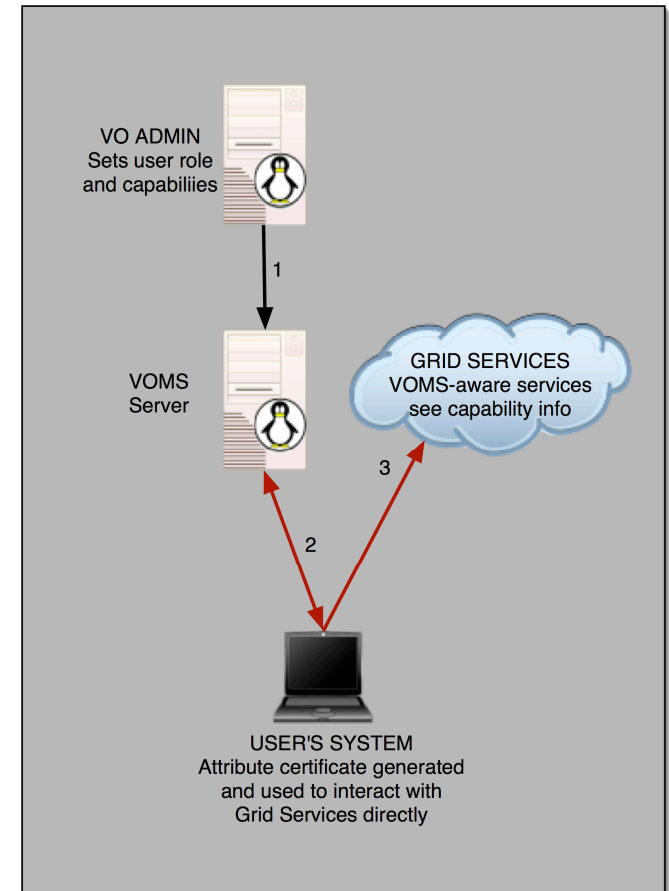 VO ADMIN
Sets user role
and capabiliies
1
VOMS
Server
GRID SERVICES
VOMS-aware services
see capability info
3
2
USER'S SYSTEM
Attribute certificate generated
and used to interact with
Grid Services directly